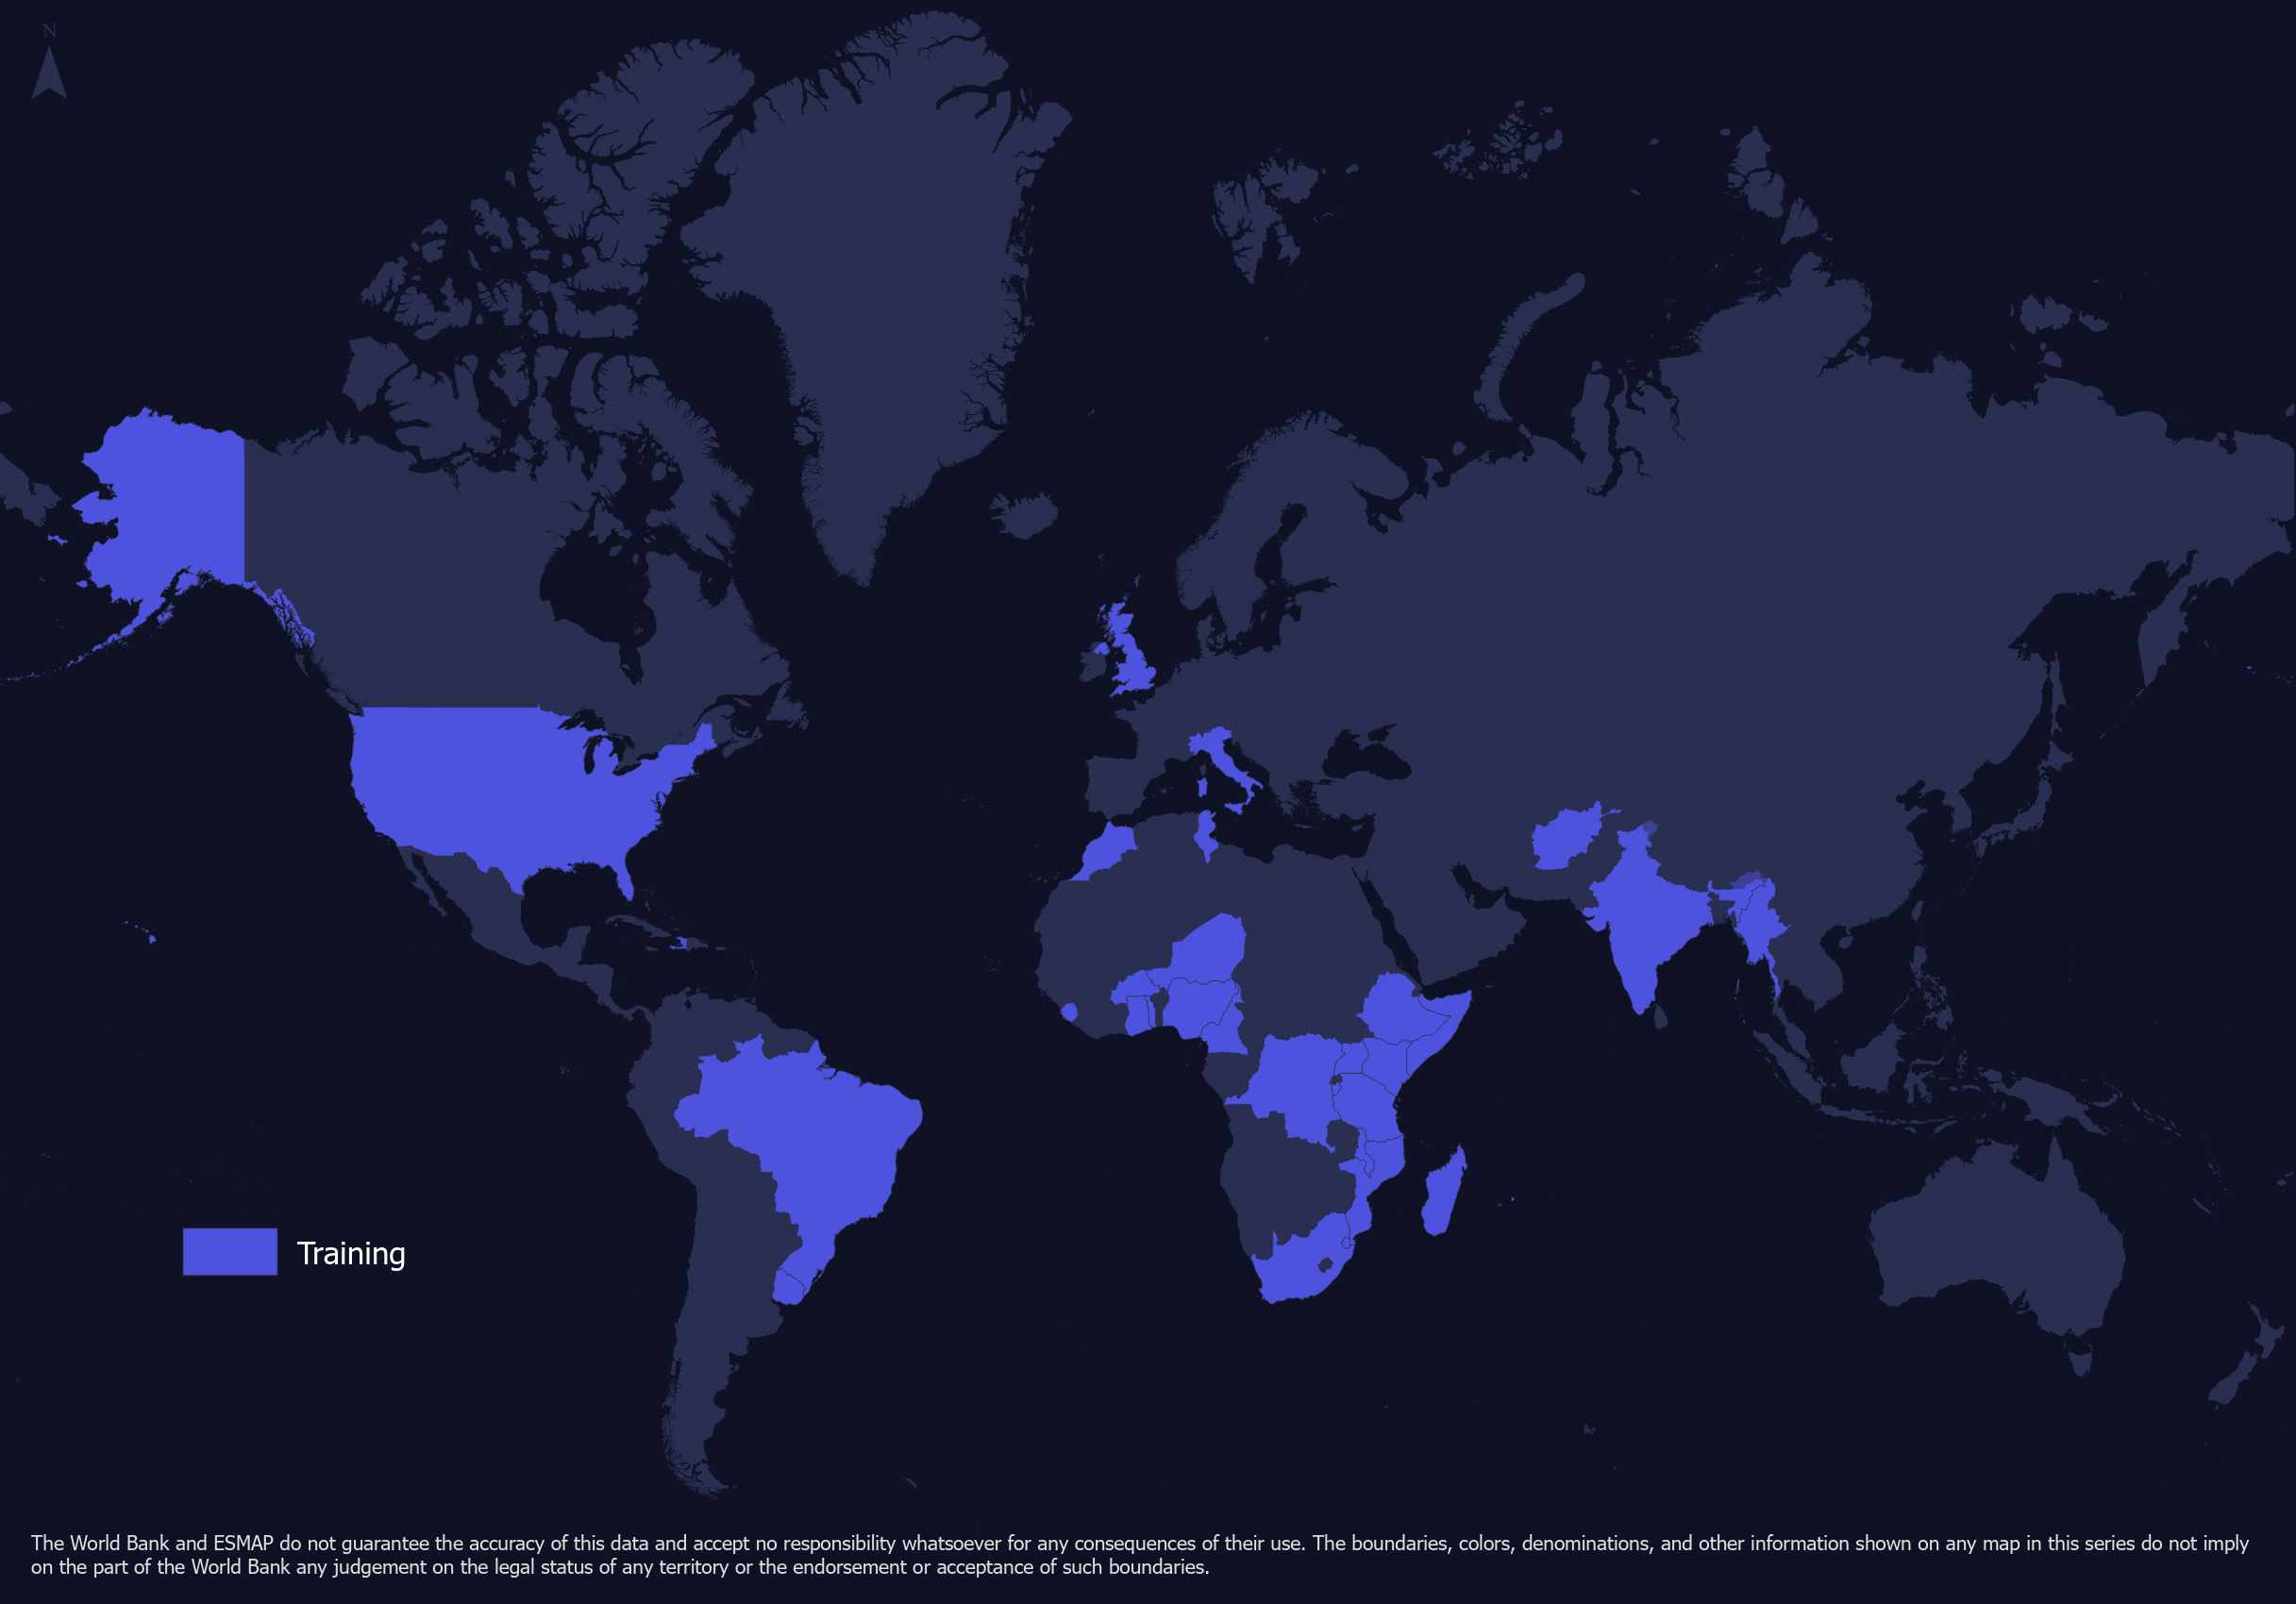 N
Training
The World Bank and ESMAP do not guarantee the accuracy of this data and accept no responsibility whatsoever for any consequences of their use. The boundaries, colors, denominations, and other information shown on any map in this series do not imply
on the part of the World Bank any judgement on the legal status of any territory or the endorsement or acceptance of such boundaries.